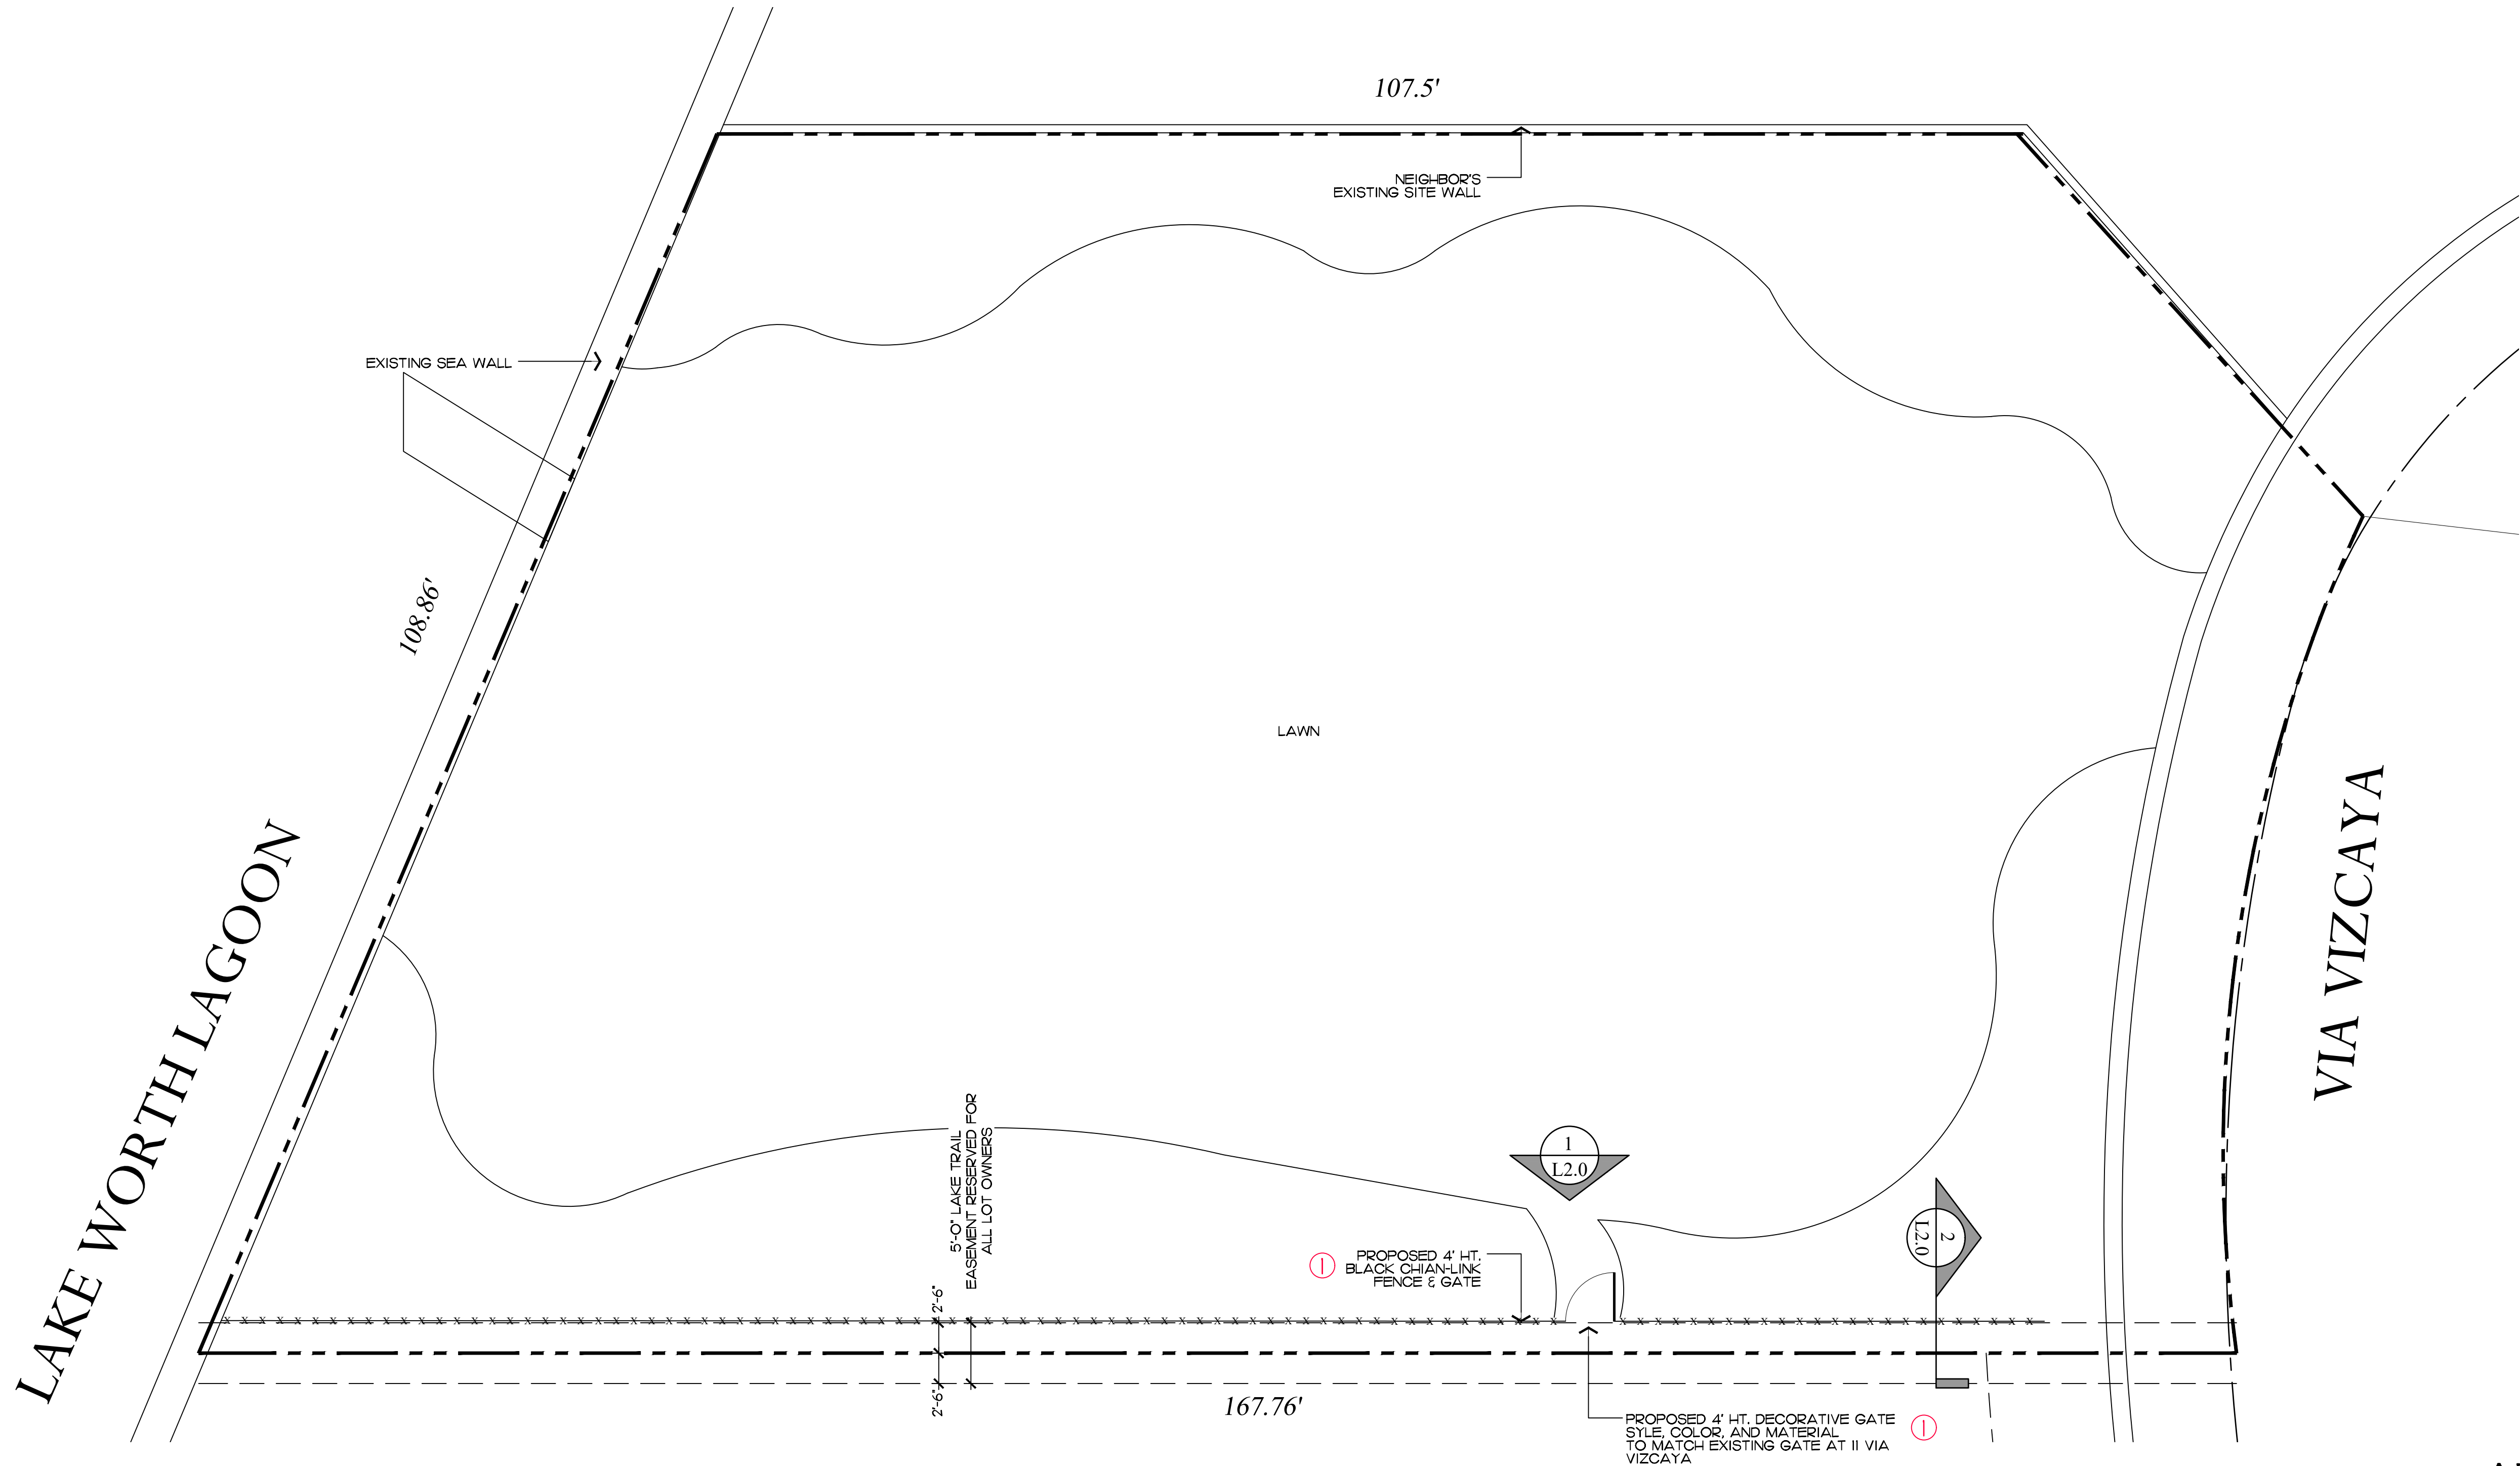 107.5'
NEIGHBOR'S
EXISTING SITE WALL
EXISTING SEA WALL
108.86'
LAWN
LAKE WORTH LAGOON
VIA VIZCAYA
5'-0" LAKE TRAIL
EASEMENT RESERVED FOR
ALL LOT OWNERS
1
L2.0
2
L2.0
1 PROPOSED 4' HT.
BLACK CHIAN-LINK
FENCE & GATE
2'-6"
2'-6"
167.76'
PROPOSED 4' HT. DECORATIVE GATE 1
SYLE, COLOR, AND MATERIAL
TO MATCH EXISTING GATE AT 11 VIA
VIZCAYA